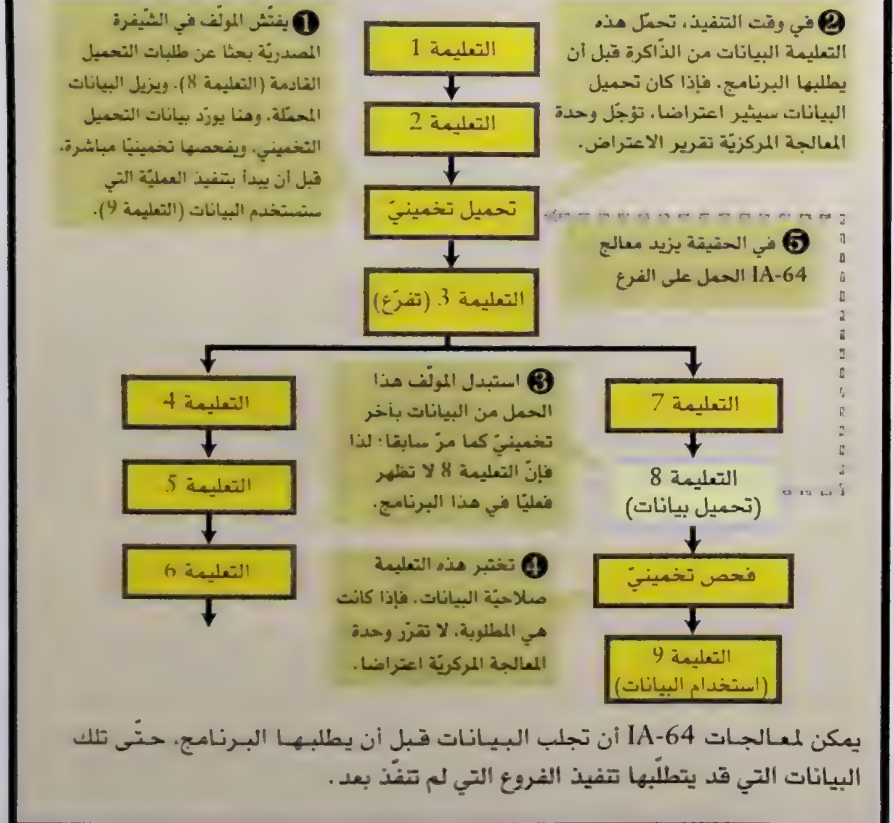 ❶ يفتّش المولّف في الشّيفرة
المصدريّة بحثا عن طلبات التحميل
القادمة (التعليمة 8). ويزيل البيانات
المحمّلة. وهنا يورّد بيانات التحميل
التخميني. ويفحصها تخمينيّا مباشرة.
قبل أن يبدأ بتنفيذ العمليّة التي
ستستخدم البيانات (التعليمة 9).
❷ في وقت التنفيذ، تحمّل هذه
التعليمة البيانات من الذّاكرة قبل أن
يطلبها البرنامج. فإذا كان تحميل
البيانات سيثير اعتراضا، تؤجّل وحدة
المعالجة المركزيّة تقرير الاعتراض.
التعليمة 1
التعليمة 2
تحميل تخمينيّ
التعليمة 3 (تفرّع)
❺ في الحقيقة يزيد معالج
IA-64 الحمل على الفرع
التعليمة 4
التعليمة 5
التعليمة 6
❸ استبدل المولّف هذا
الحمل من البيانات بآخر
تخمينيّ كما مرّ سابقا؛ لذا
فإنّ التعليمة 8 لا تظهر
فعليّا في هذا البرنامج.
❹ تختبر هذه التعليمة
صلاحيّة البيانات. فإذا كانت
هي المطلوبة، لا تقرّر وحدة
المعالجة المركزيّة اعتراضا.
التعليمة 7
التعليمة 8
(تحميل بيانات)
فحص تخمينيّ
التعليمة 9
(استخدام البيانات)
يمكن لمعالجات IA-64 أن تجلب البيانات قبل أن يطلبها البرنامج. حتّى تلك
البيانات التي قد يتطلّبها تنفيذ الفروع التي لم تنفّذ بعد.